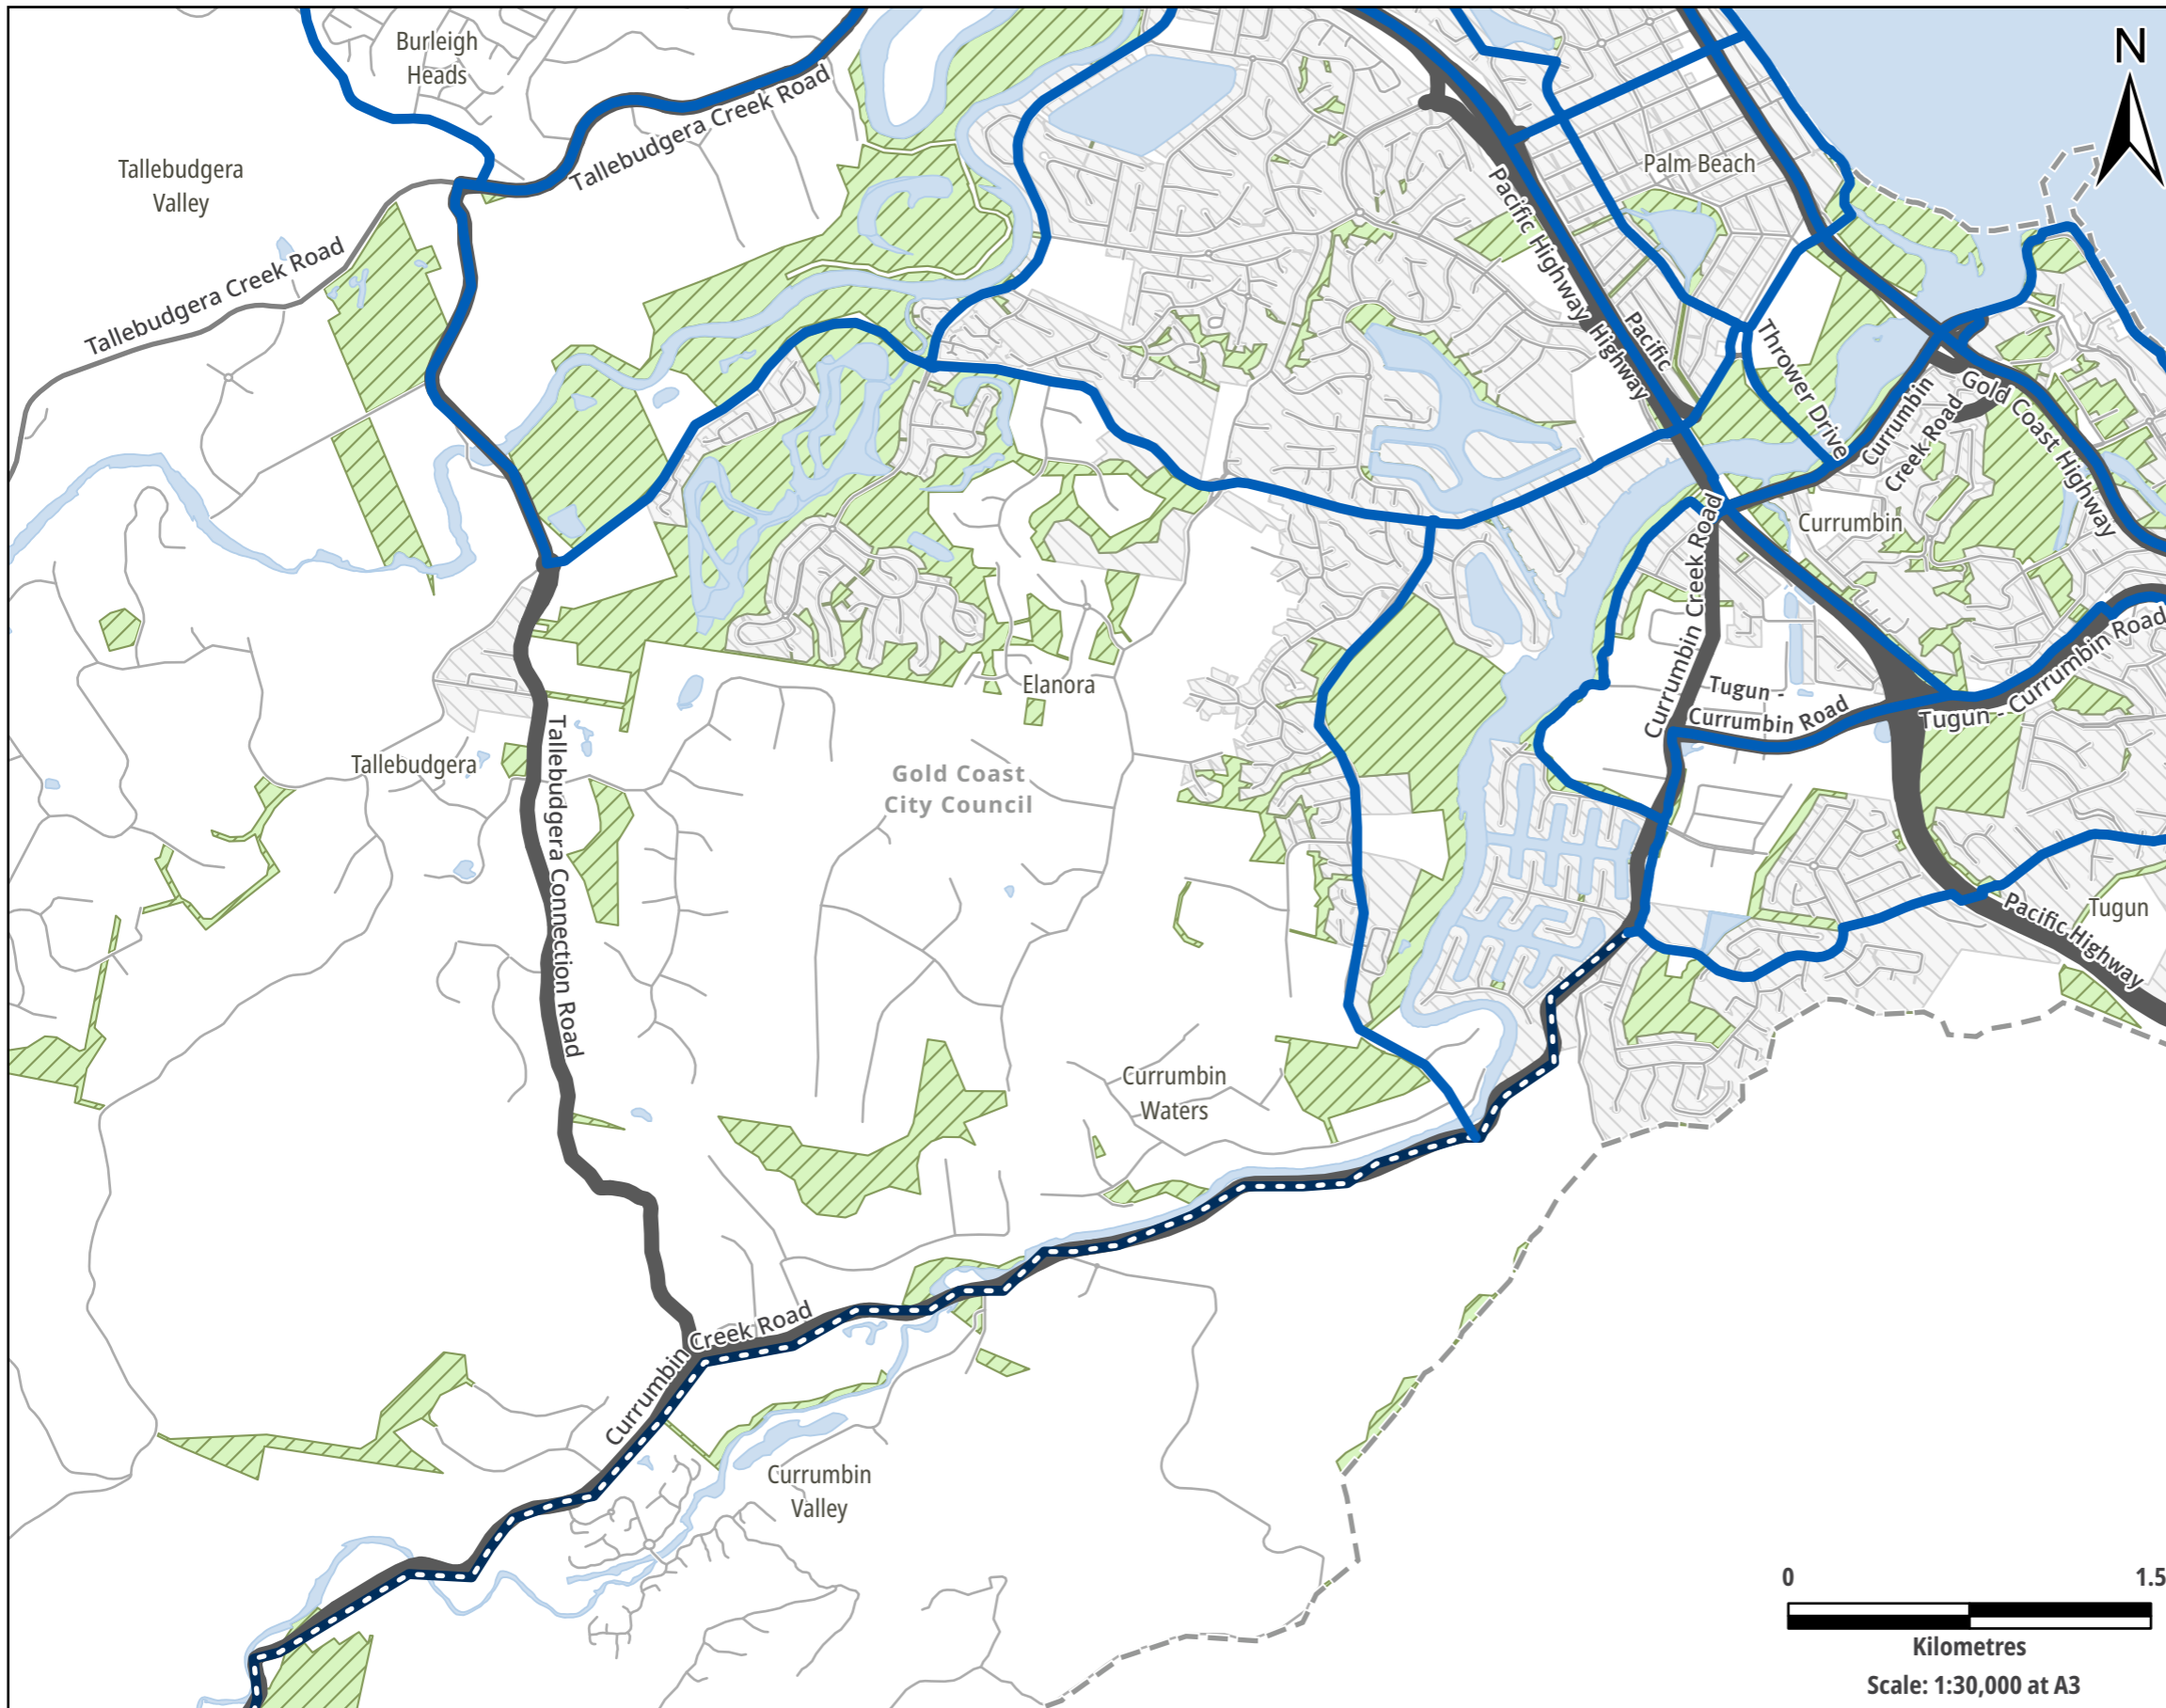 Burleigh
Heads
N
Tallebudgera Creek Road
Tallebudgera
Valley
Palm Beach
Pacific Highway
Tallebudgera Creek Road
Pacific
Highway
Thrower Drive
Gold Coast Highway
Currumbin
Creek Road
Currumbin
Currumbin Creek Road
Tugun -
Currumbin Road
Tugun - Currumbin Road
Elanora
Tallebudgera
Tallebudgera Connection Road
Gold Coast
City Council
Pacific Highway
Tugun
Currumbin
Waters
Currumbin Creek Road
Currumbin
Valley
0 1.5
Kilometres
Scale: 1:30,000 at A3